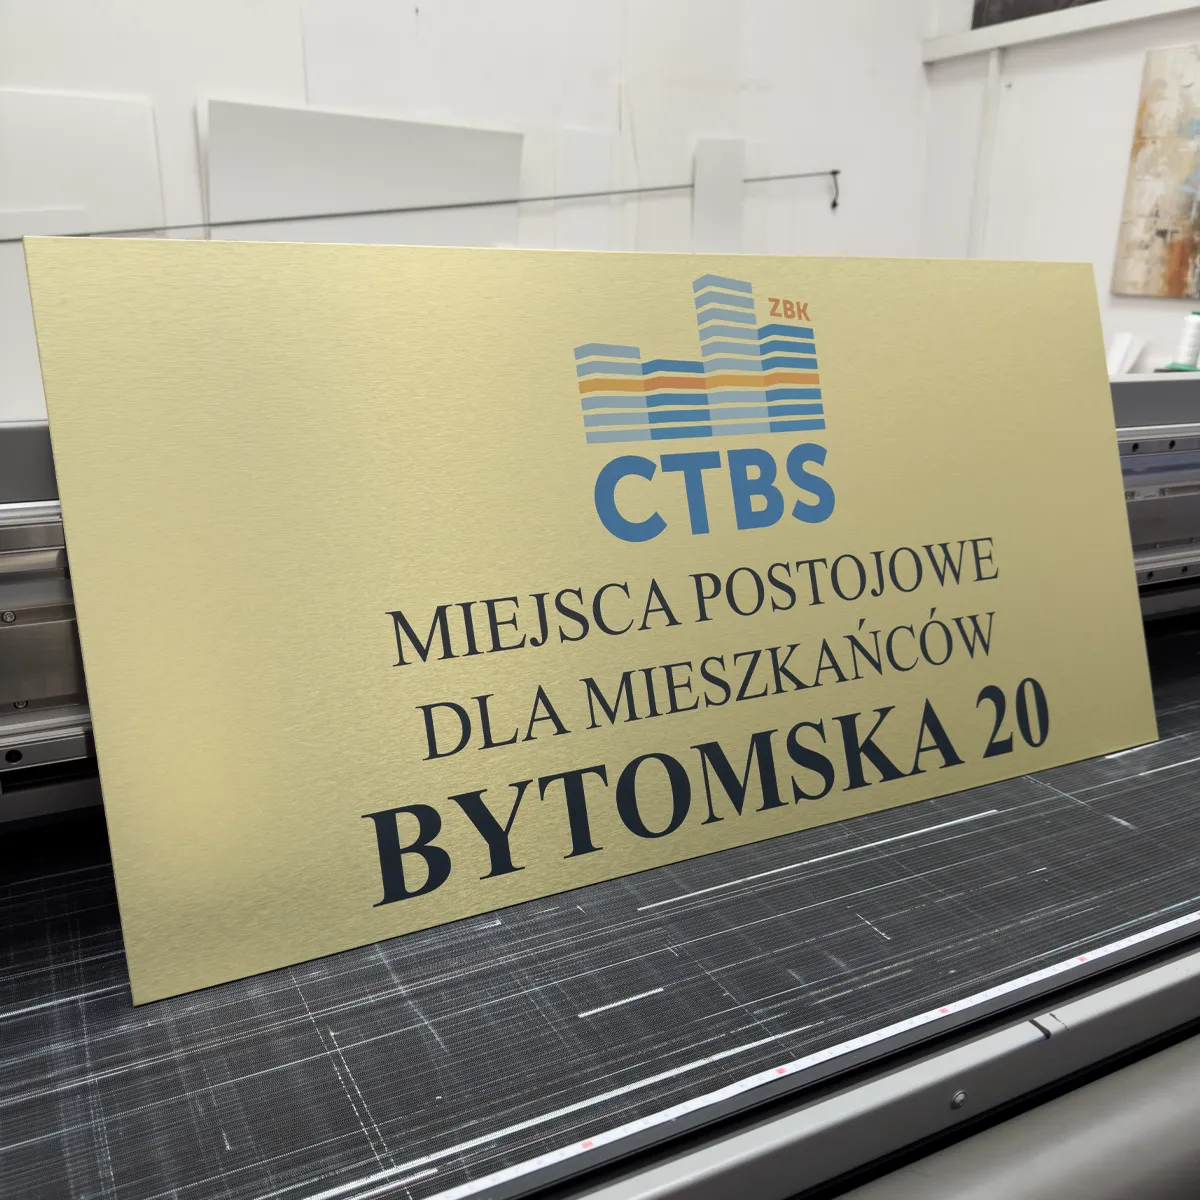 ZBK
CTBS
MIEJSCA POSTOJOWE
DLA MIESZKAŃCÓW
BYTOMSKA 20